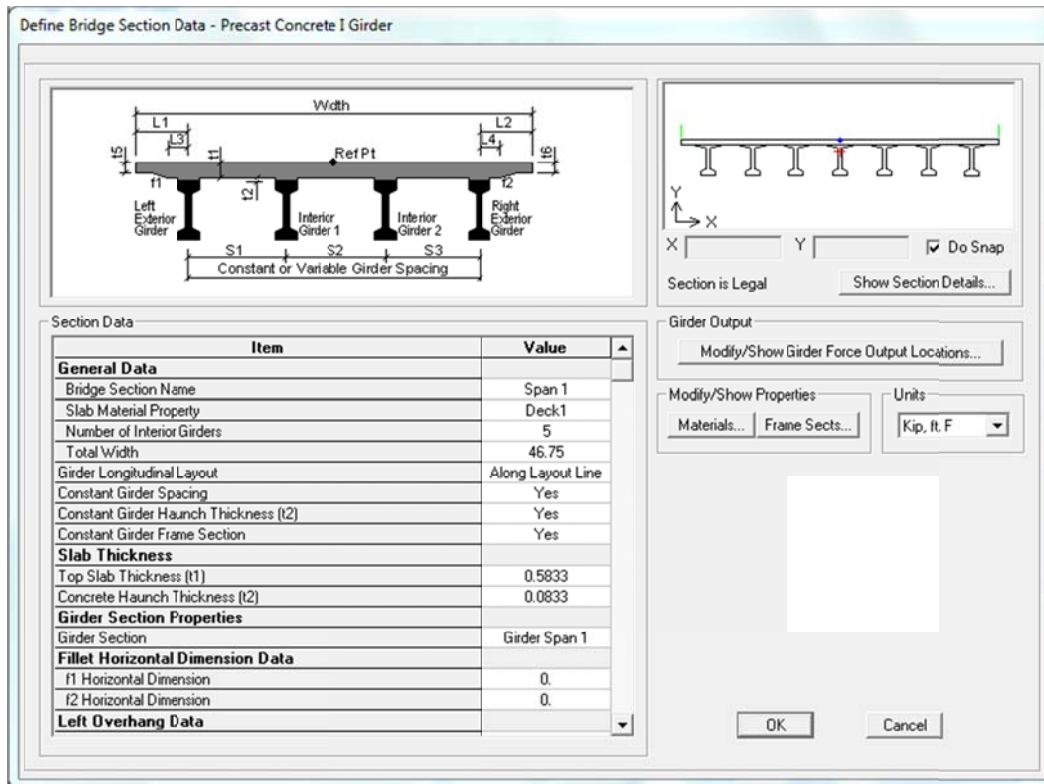 Define Bridge Section Data - Precast Concrete I Girder
Wdth
L1
L2
L3
L4
t5
t1
Ref Pt
t6
f1
t2
f2
Left
Exterior
Girder
Interior
Girder 1
Interior
Girder 2
Right
Exterior
Girder
S1
S2
S3
Constant or Variable Girder Spacing
Y
X
X
Y
Do Snap
Section is Legal
Show Section Details...
Section Data
Item Value
General Data
Bridge Section Name Span 1
Slab Material Property Deck1
Number of Interior Girders 5
Total Width 46.75
Girder Longitudinal Layout Along Layout Line
Constant Girder Spacing Yes
Constant Girder Haunch Thickness (t2) Yes
Constant Girder Frame Section Yes
Slab Thickness
Top Slab Thickness (t1) 0.5833
Concrete Haunch Thickness (t2) 0.0833
Girder Section Properties
Girder Section Girder Span 1
Fillet Horizontal Dimension Data
f1 Horizontal Dimension 0.
f2 Horizontal Dimension 0.
Left Overhang Data
Girder Output
Modify/Show Girder Force Output Locations...
Modify/Show Properties
Materials...
Frame Sects...
Units
Kip, ft, F
OK
Cancel